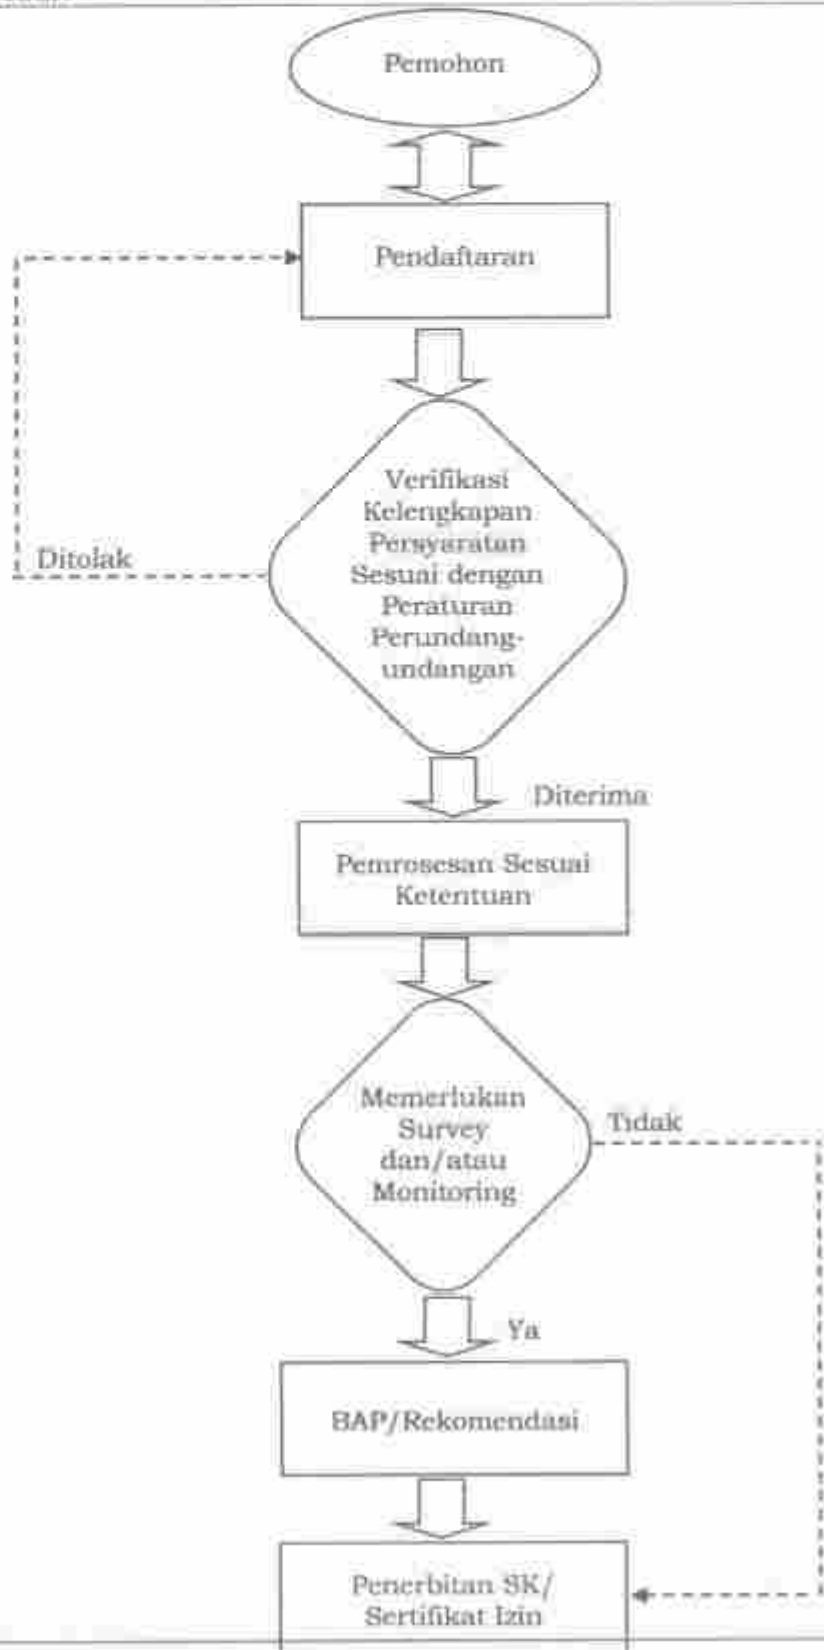 Pemohon
Pendaftaran
Verifikasi
Kelengkapan
Persyaratan
Sesuai dengan
Peraturan
Perundang-
undangan
Ditolak
Diterima
Pemrosesan Sesuai
Ketentuan
Memerlukan
Survey
dan/atau
Monitoring
Tidak
Ya
BAP/Rekomendasi
Penerbitan SK/
Sertifikat Izin